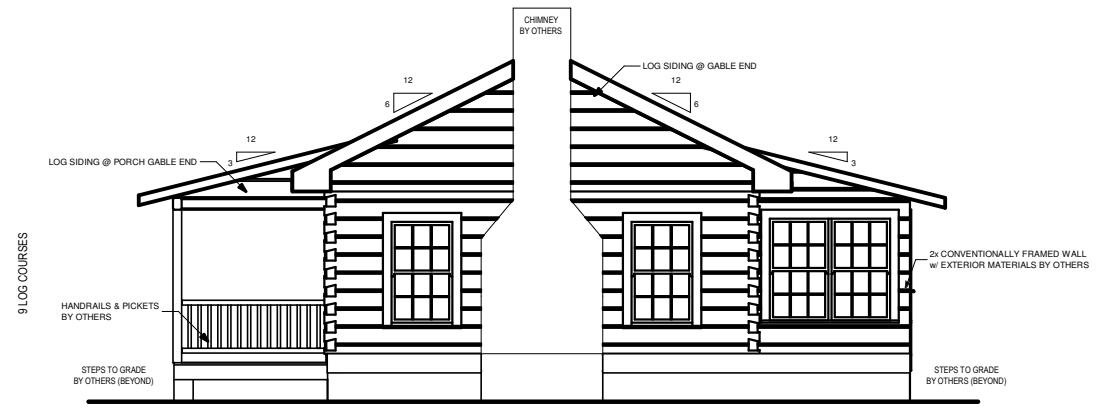 CHIMNEY
BY OTHERS
LOG SIDING @ GABLE END
12
6
12
6
12
3
12
3
LOG SIDING @ PORCH GABLE END
9 LOG COURSES
2x CONVENTIONALLY FRAMED WALL
w/ EXTERIOR MATERIALS BY OTHERS
HANDRAILS & PICKETS
BY OTHERS
STEPS TO GRADE
BY OTHERS (BEYOND)
STEPS TO GRADE
BY OTHERS (BEYOND)